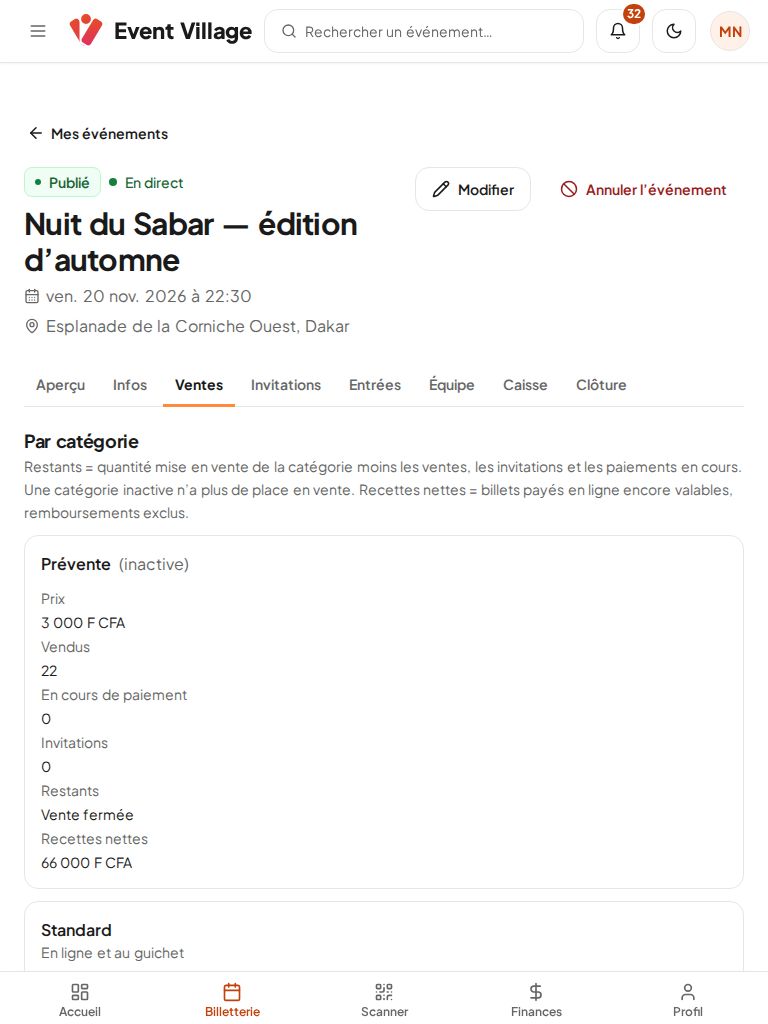 Event Village
Rechercher un événement…
32
MN
Mes événements
Publié
En direct
Modifier
Annuler l’événement
Nuit du Sabar — édition
d’automne
ven. 20 nov. 2026 à 22:30
Esplanade de la Corniche Ouest, Dakar
Aperçu Infos Ventes Invitations Entrées Équipe Caisse Clôture
Par catégorie
Restants = quantité mise en vente de la catégorie moins les ventes, les invitations et les paiements en cours.
Une catégorie inactive n’a plus de place en vente. Recettes nettes = billets payés en ligne encore valables,
remboursements exclus.
Prévente (inactive)
Prix
3 000 F CFA
Vendus
22
En cours de paiement
0
Invitations
0
Restants
Vente fermée
Recettes nettes
66 000 F CFA
Standard
En ligne et au guichet
Accueil Billetterie Scanner Finances Profil